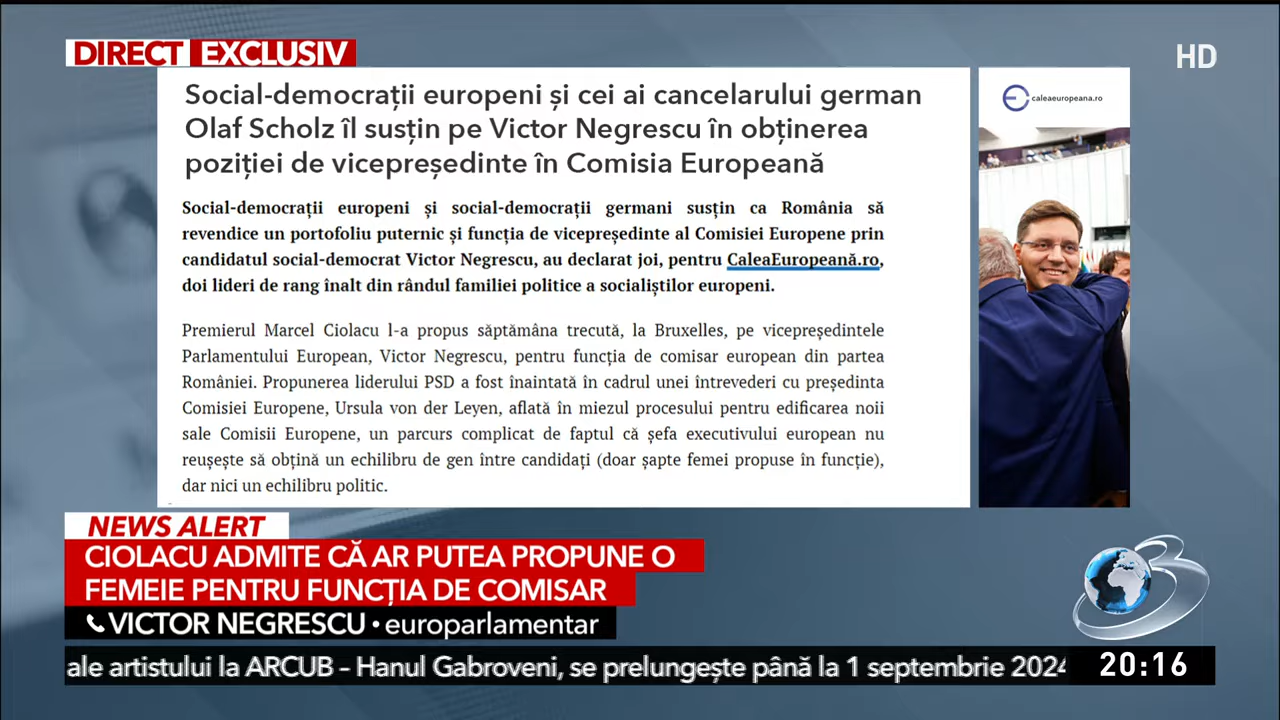 DIRECT EXCLUSIV
HD
Social-democrații europeni și cei ai cancelarului german
Olaf Scholz îl susțin pe Victor Negrescu în obținerea
poziției de vicepreședinte în Comisia Europeană
caleaeuropeana.ro
Social-democrații europeni și social-democrații germani susțin ca România să
revendice un portofoliu puternic și funcția de vicepreședinte al Comisiei Europene prin
candidatul social-democrat Victor Negrescu, au declarat joi, pentru CaleaEuropeană.ro,
doi lideri de rang înalt din rândul familiei politice a socialiștilor europeni.
Premierul Marcel Ciolacu l-a propus săptămâna trecută, la Bruxelles, pe vicepreședintele
Parlamentului European, Victor Negrescu, pentru funcția de comisar european din partea
României. Propunerea liderului PSD a fost înaintată în cadrul unei întrevederi cu președinta
Comisiei Europene, Ursula von der Leyen, aflată în miezul procesului pentru edificarea noii
sale Comisii Europene, un parcurs complicat de faptul că șefa executivului european nu
reușește să obțină un echilibru de gen între candidați (doar șapte femei propuse în funcție),
dar nici un echilibru politic.
NEWS ALERT
CIOLACU ADMITE CĂ AR PUTEA PROPUNE O
FEMEIE PENTRU FUNCȚIA DE COMISAR
VICTOR NEGRESCU • europarlamentar
ale artistului la ARCUB – Hanul Gabroveni, se prelungește până la 1 septembrie 2024
20:16